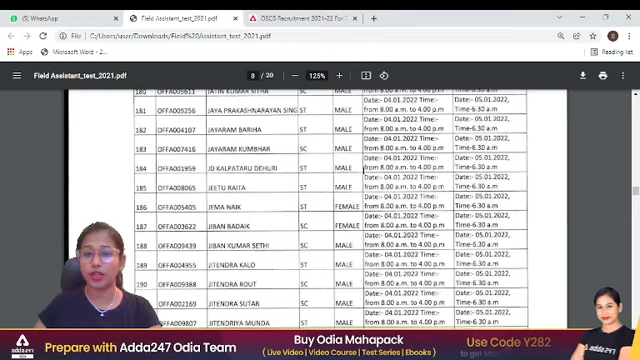 WhatsApp
Field Assistant_test_2021.pdf
OSCB Recruitment 2021-22 For 1
File
C:/Users/user/Downloads/Field%20Assistant_test_2021.pdf
Apps
Microsoft Word - 2...
Reading list
Field Assistant_test_2021.pdf
8 / 20
125%
180 OFFA005611 JATIN KUMAR SITHA SC MALE from 8.00 a.m. to 4.00 p.m Time-6.30 a.m
181 OFFA009256 JAYA PRAKASHNARAYAN SING ST MALE Date:- 04.01.2022 Time:- from 8.00 a.m. to 4.00 p.m Date:- 05.01.2022, Time-6.30 a.m
182 OFFA004107 JAYARAM BARIHA ST MALE Date:- 04.01.2022 Time:- from 8.00 a.m. to 4.00 p.m Date:- 05.01.2022, Time-6.30 a.m
183 OFFA007416 JAYARAM KUMBHAR SC MALE Date:- 04.01.2022 Time:- from 8.00 a.m. to 4.00 p.m Date:- 05.01.2022, Time-6.30 a.m
184 OFFA001959 JD KALPATARU DEHURI ST MALE Date:- 04.01.2022 Time:- from 8.00 a.m. to 4.00 p.m Date:- 05.01.2022, Time-6.30 a.m
185 OFFA008065 JEETU RAITA ST MALE Date:- 04.01.2022 Time:- from 8.00 a.m. to 4.00 p.m Date:- 05.01.2022, Time-6.30 a.m
186 OFFA005405 JEMA NAIK ST FEMALE Date:- 04.01.2022 Time:- from 8.00 a.m. to 4.00 p.m Date:- 05.01.2022, Time-6.30 a.m
187 OFFA003622 JIBAN BADAIK SC FEMALE Date:- 04.01.2022 Time:- from 8.00 a.m. to 4.00 p.m Date:- 05.01.2022, Time-6.30 a.m
188 OFFA009439 JIBAN KUMAR SETHI SC MALE Date:- 04.01.2022 Time:- from 8.00 a.m. to 4.00 p.m Date:- 05.01.2022, Time-6.30 a.m
189 OFFA004955 JITENDRA KALO ST MALE Date:- 04.01.2022 Time:- from 8.00 a.m. to 4.00 p.m Date:- 05.01.2022, Time-6.30 a.m
190 OFFA009388 JITENDRA ROUT SC MALE Date:- 04.01.2022 Time:- from 8.00 a.m. to 4.00 p.m Date:- 05.01.2022, Time-6.30 a.m
OFFA002169 JITENDRA SUTAR SC MALE Date:- 04.01.2022 Time:- from 8.00 a.m. to 4.00 p.m Date:- 05.01.2022, Time-6.30 a.m
OFFA009807 JITENDRIYA MUNDA ST MALE Date:- 04.01.2022 Time:- Date:- 05.01.2022,
Prepare with Adda247 Odia Team
Buy Odia Mahapack
( Live Video | Video Course | Test Series | Ebooks )
Use Code Y282
to get